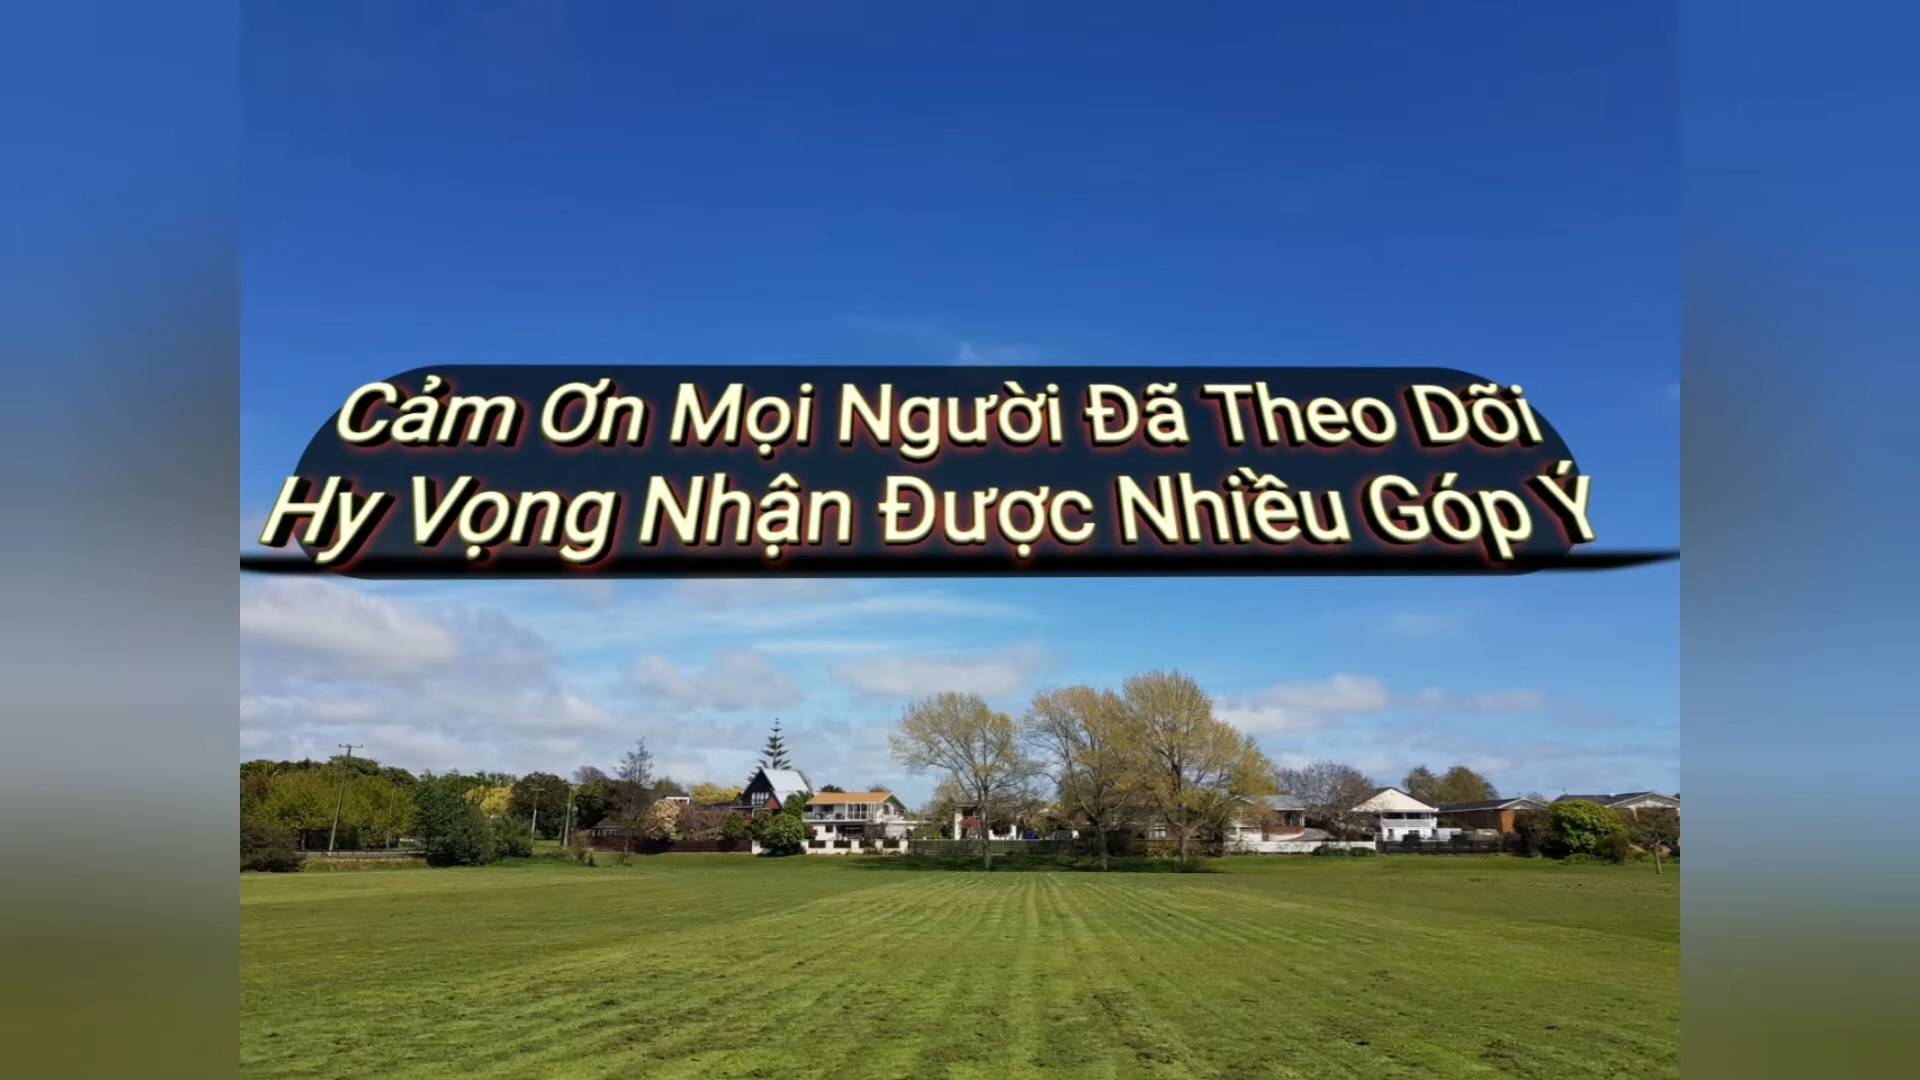 Cảm Ơn Mọi Người Đã Theo Dõi
Hy Vọng Nhận Được Nhiều Góp Ý